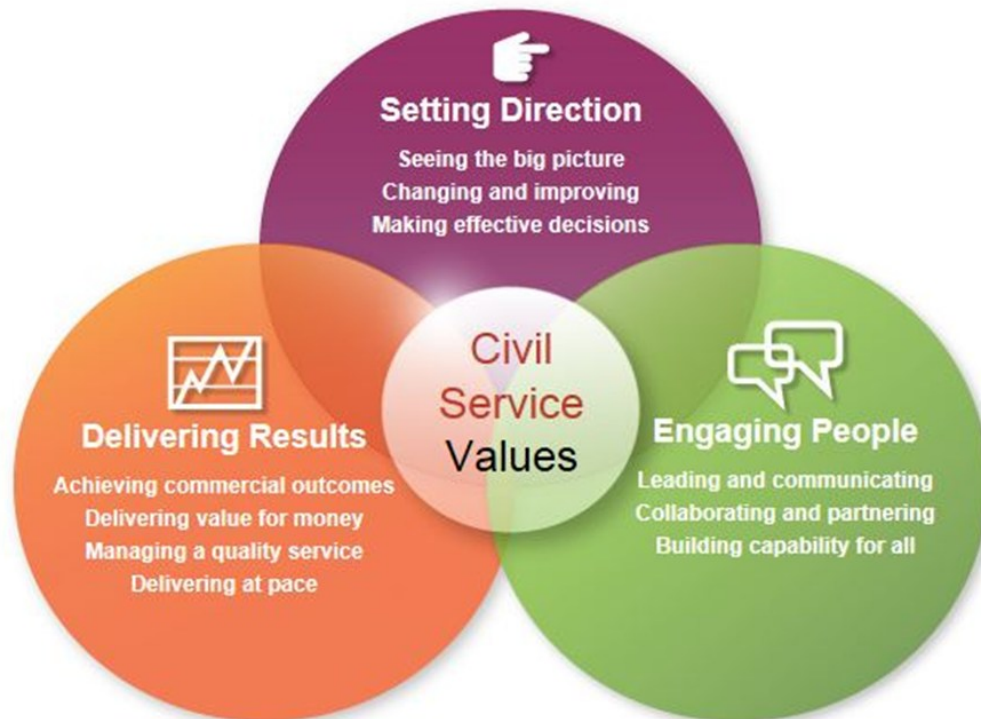 Setting Direction
Seeing the big picture
Changing and improving
Making effective decisions
Civil
Service
Values
Delivering Results
Achieving commercial outcomes
Delivering value for money
Managing a quality service
Delivering at pace
Engaging People
Leading and communicating
Collaborating and partnering
Building capability for all